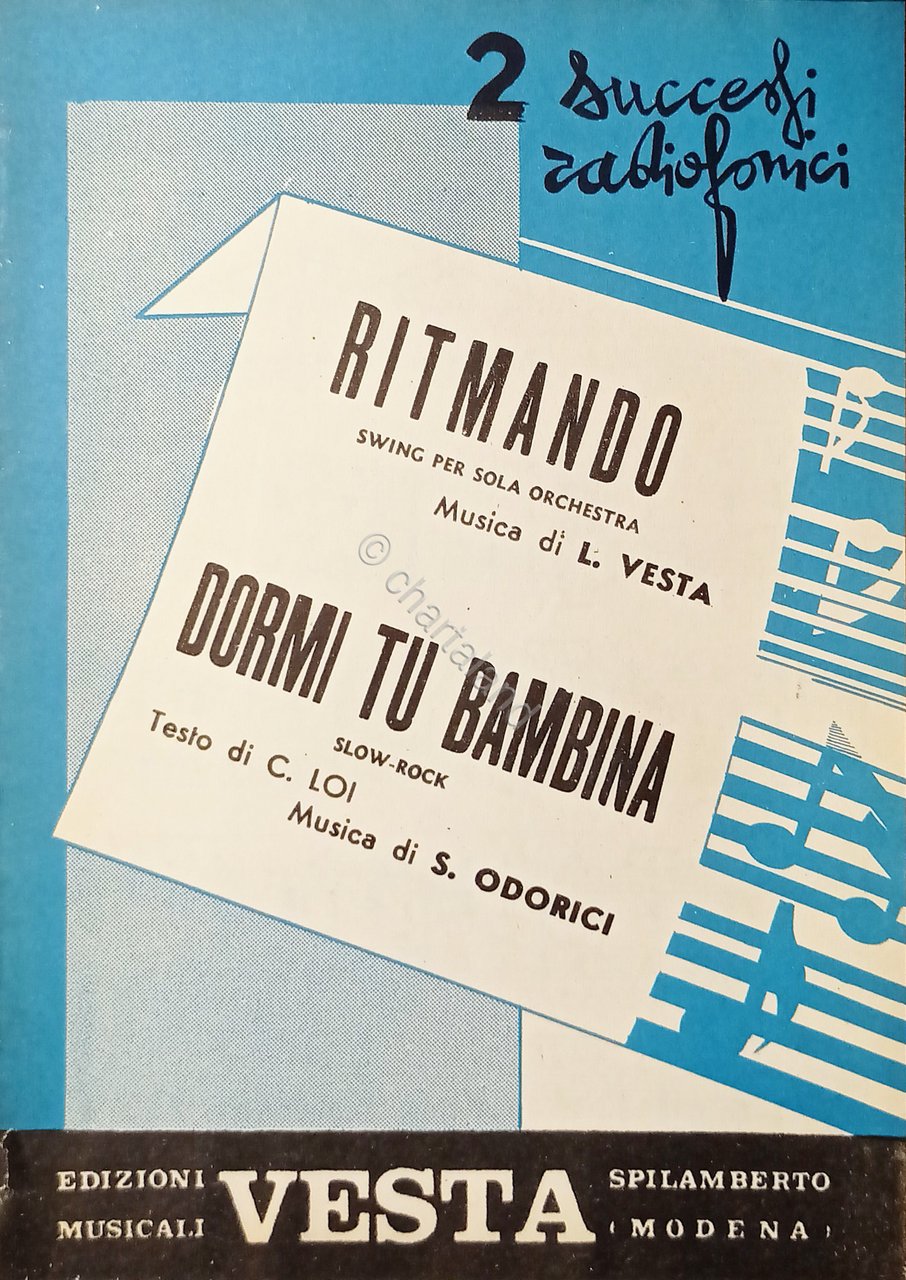 2 successi
radiofonici
RITMANDO
SWING PER SOLA ORCHESTRA
Musica di L. VESTA
© chartaland
DORMI TU BAMBINA
SLOW-ROCK
Testo di C. LOI
Musica di S. ODORICI
EDIZIONI MUSICALI
VESTA
SPILAMBERTO
(MODENA)